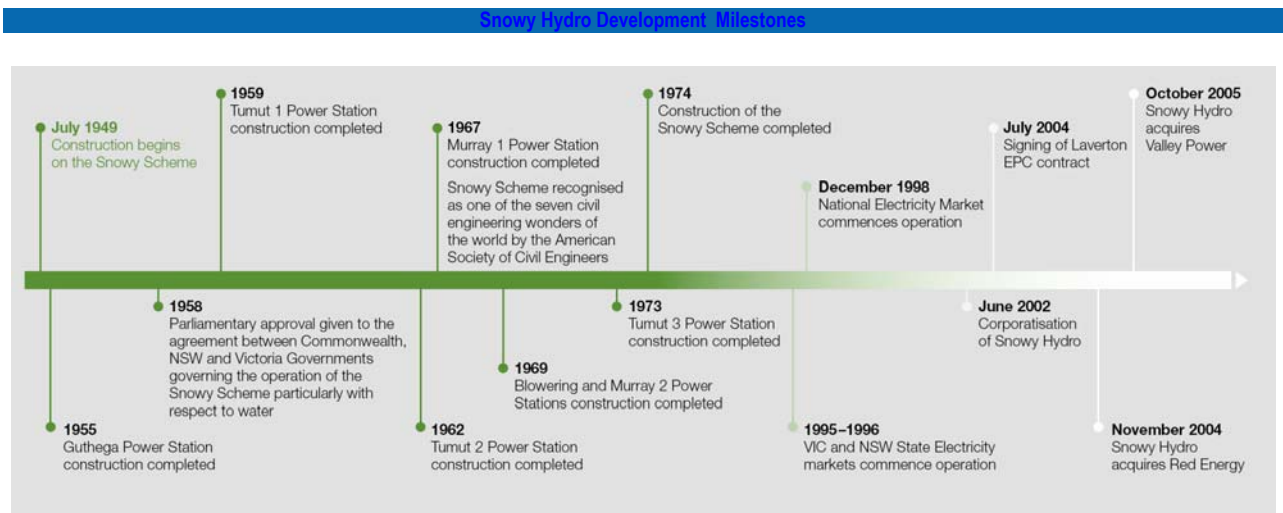 Snowy Hydro Development Milestones
July 1949
Construction begins
on the Snowy Scheme
1959
Tumut 1 Power Station
construction completed
1967
Murray 1 Power Station
construction completed
Snowy Scheme recognised
as one of the seven civil
engineering wonders of
the world by the American
Society of Civil Engineers
1974
Construction of the
Snowy Scheme completed
December 1998
National Electricity Market
commences operation
July 2004
Signing of Laverton
EPC contract
October 2005
Snowy Hydro
acquires
Valley Power
1955
Guthega Power Station
construction completed
1958
Parliamentary approval given to the
agreement between Commonwealth,
NSW and Victoria Governments
governing the operation of the
Snowy Scheme particularly with
respect to water
1962
Tumut 2 Power Station
construction completed
1969
Blowering and Murray 2 Power
Stations construction completed
1973
Tumut 3 Power Station
construction completed
1995–1996
VIC and NSW State Electricity
markets commence operation
June 2002
Corporatisation
of Snowy Hydro
November 2004
Snowy Hydro
acquires Red Energy